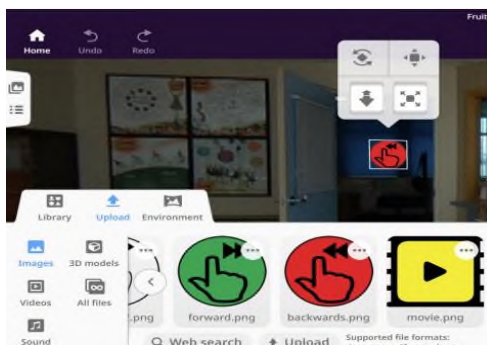 Fruit
Home Undo Redo
Library Upload Environment
Images 3D models
Videos All files
Sound
.png forward.png backwards.png movie.png
Web search Upload Supported file formats: